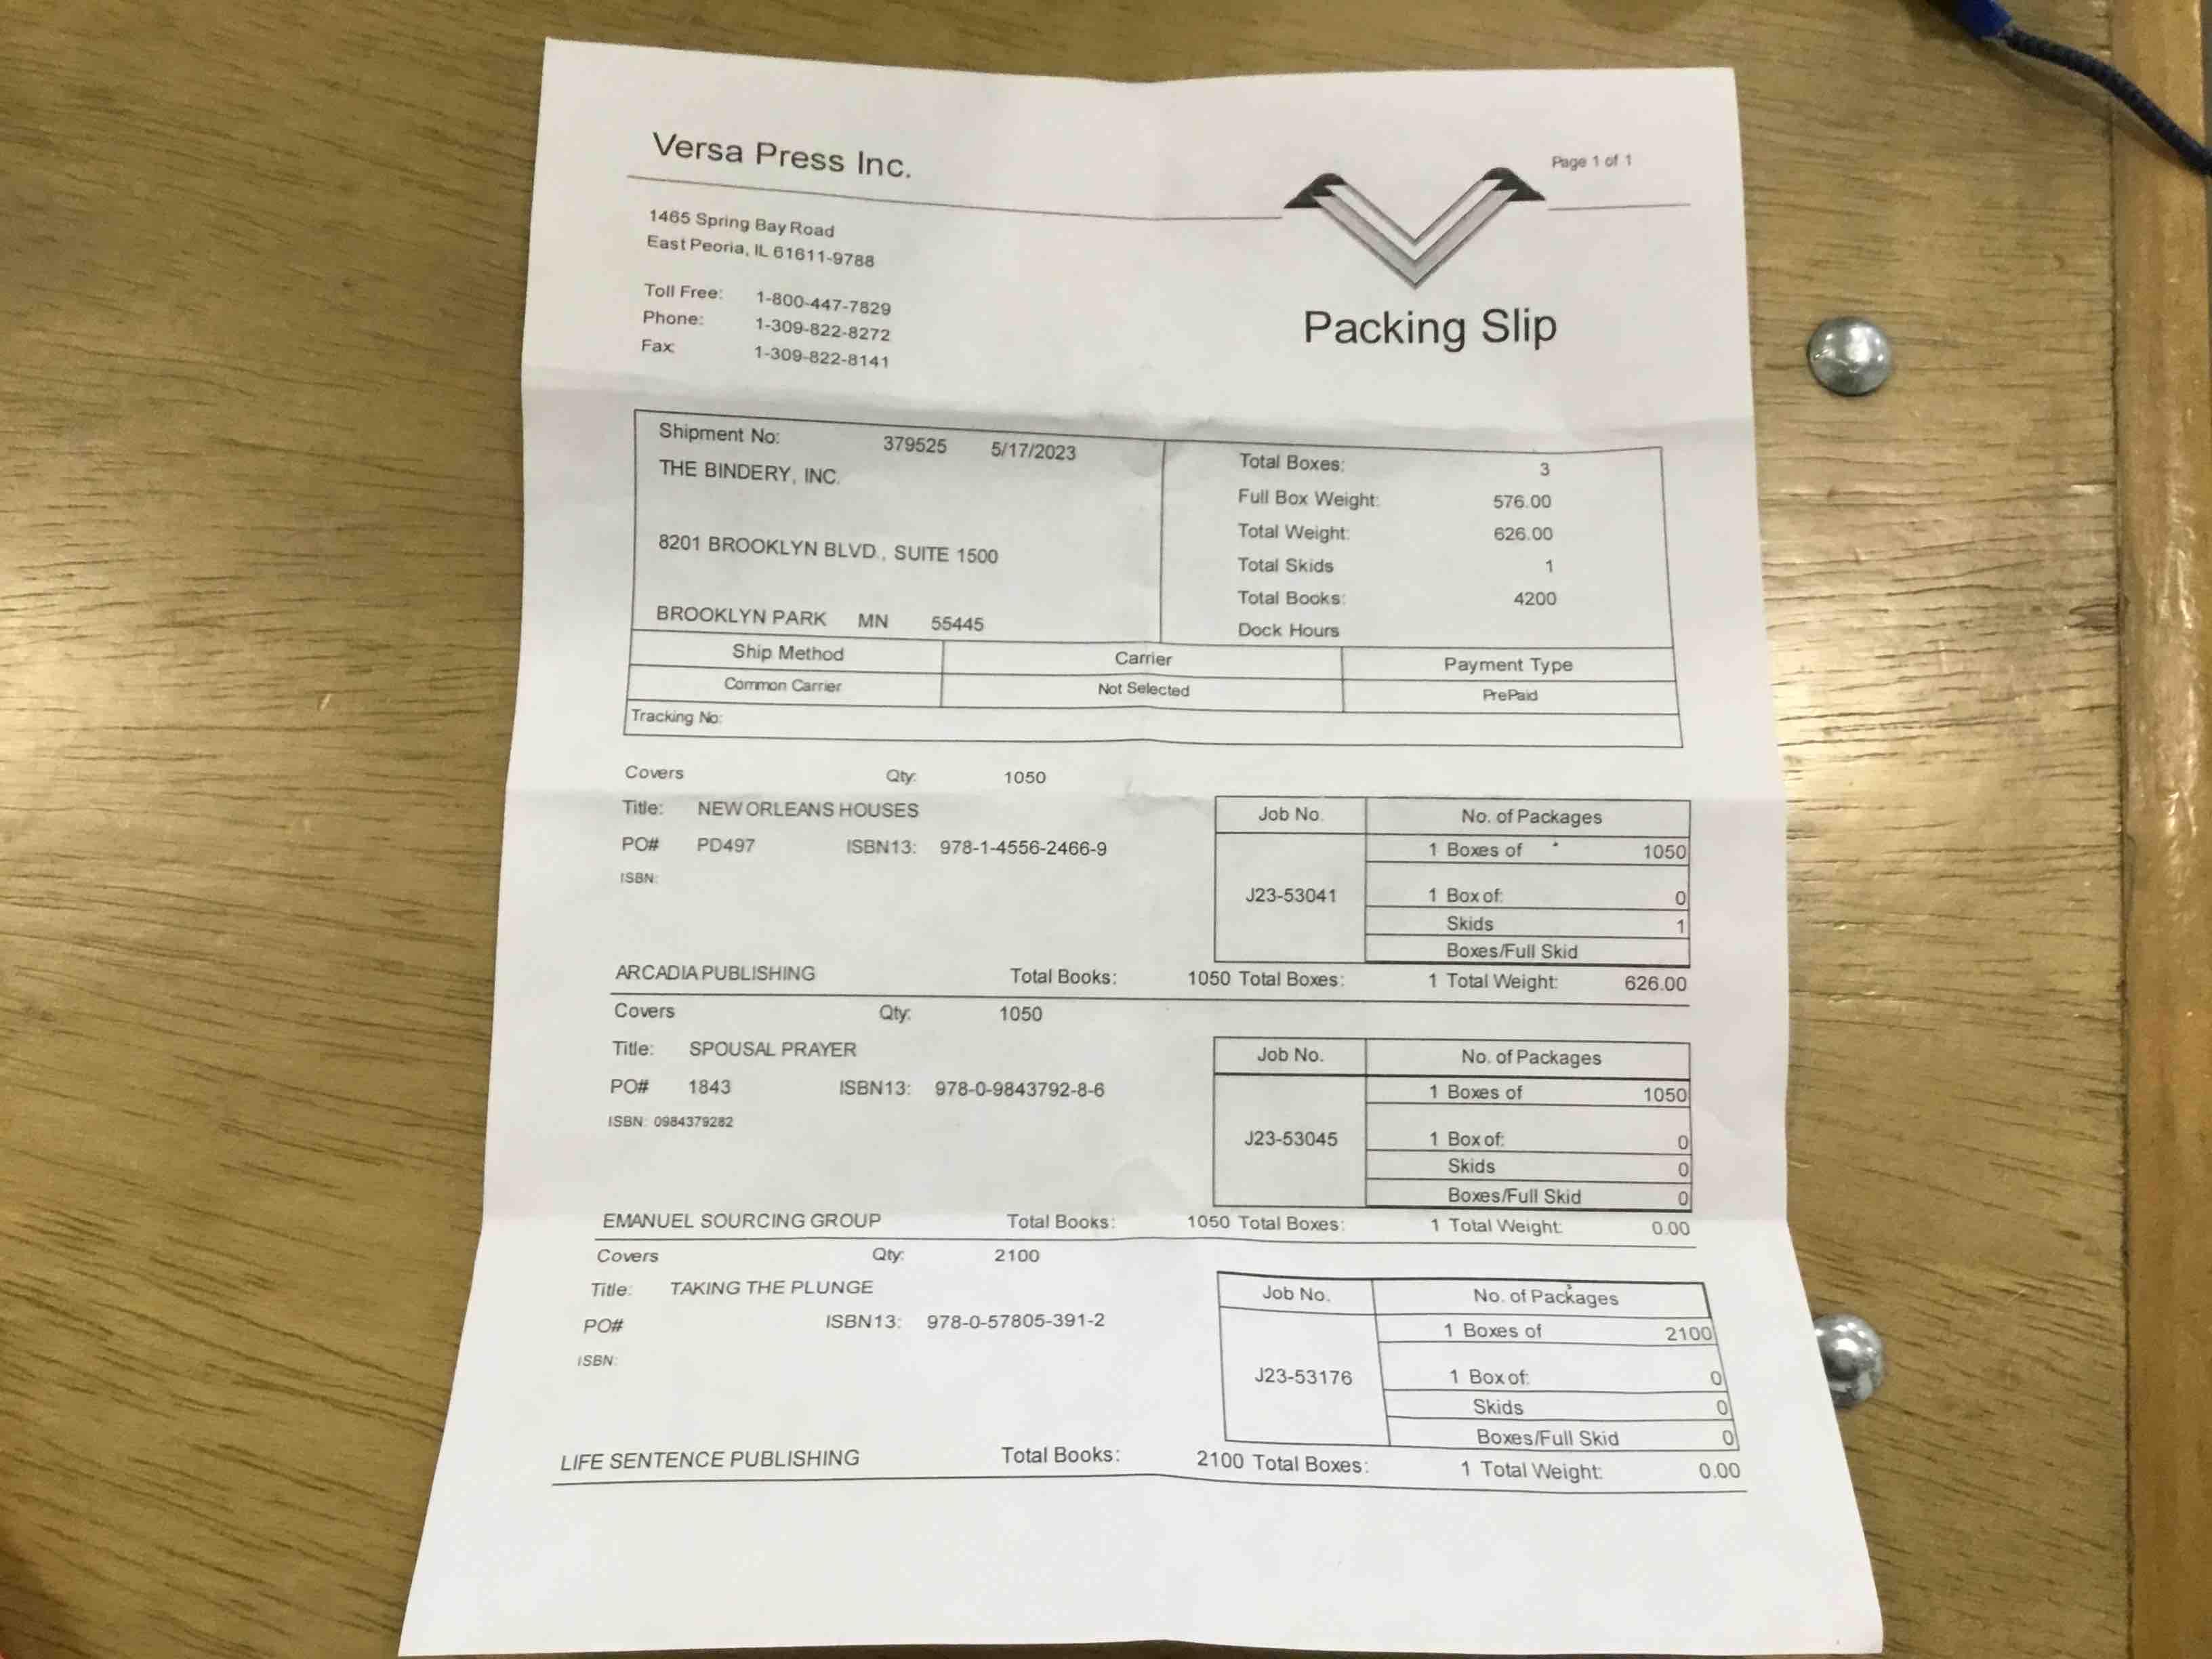 Versa Press Inc.
Page 1 of 1
1465 Spring Bay Road
East Peoria, IL 61611-9788
Toll Free: 1-800-447-7829
Phone: 1-309-822-8272
Fax: 1-309-822-8141
Packing Slip
Shipment No: 379525 5/17/2023
THE BINDERY, INC.
8201 BROOKLYN BLVD., SUITE 1500
BROOKLYN PARK MN 55445
Total Boxes: 3
Full Box Weight: 576.00
Total Weight: 626.00
Total Skids 1
Total Books: 4200
Dock Hours
Ship Method Carrier Payment Type
Common Carrier Not Selected PrePaid
Tracking No:
Covers Qty: 1050
Title: NEW ORLEANS HOUSES
PO# PD497 ISBN13: 978-1-4556-2466-9
ISBN:
Job No. No. of Packages
1 Boxes of 1050
J23-53041 1 Box of: 0
Skids 1
Boxes/Full Skid
ARCADIA PUBLISHING Total Books: 1050 Total Boxes: 1 Total Weight: 626.00
Covers Qty: 1050
Title: SPOUSAL PRAYER
PO# 1843 ISBN13: 978-0-9843792-8-6
ISBN: 0984379282
Job No. No. of Packages
1 Boxes of 1050
J23-53045 1 Box of: 0
Skids 0
Boxes/Full Skid 0
EMANUEL SOURCING GROUP Total Books: 1050 Total Boxes: 1 Total Weight: 0.00
Covers Qty: 2100
Title: TAKING THE PLUNGE
PO# ISBN13: 978-0-57805-391-2
ISBN:
Job No. No. of Packages
1 Boxes of 2100
J23-53176 1 Box of: 0
Skids 0
Boxes/Full Skid 0
LIFE SENTENCE PUBLISHING Total Books: 2100 Total Boxes: 1 Total Weight: 0.00